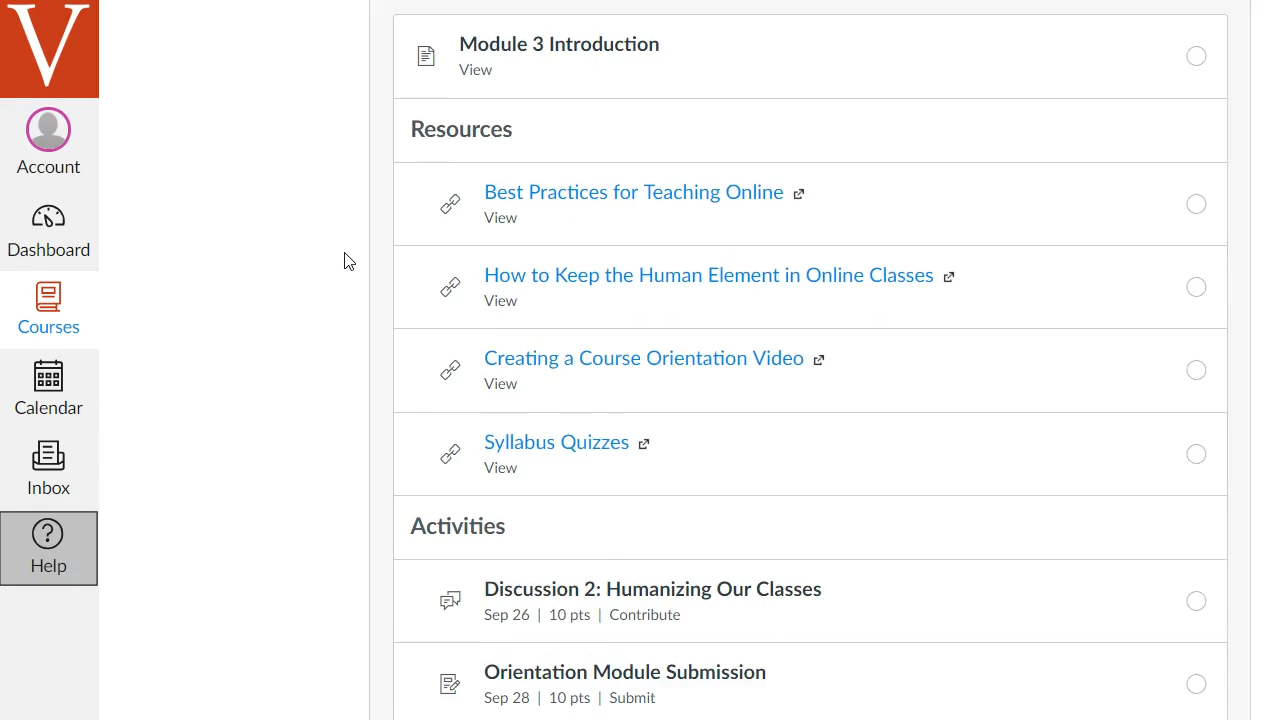 V
Account
Dashboard
Courses
Calendar
Inbox
Help
Module 3 Introduction
View
Resources
Best Practices for Teaching Online
View
How to Keep the Human Element in Online Classes
View
Creating a Course Orientation Video
View
Syllabus Quizzes
View
Activities
Discussion 2: Humanizing Our Classes
Sep 26 | 10 pts | Contribute
Orientation Module Submission
Sep 28 | 10 pts | Submit